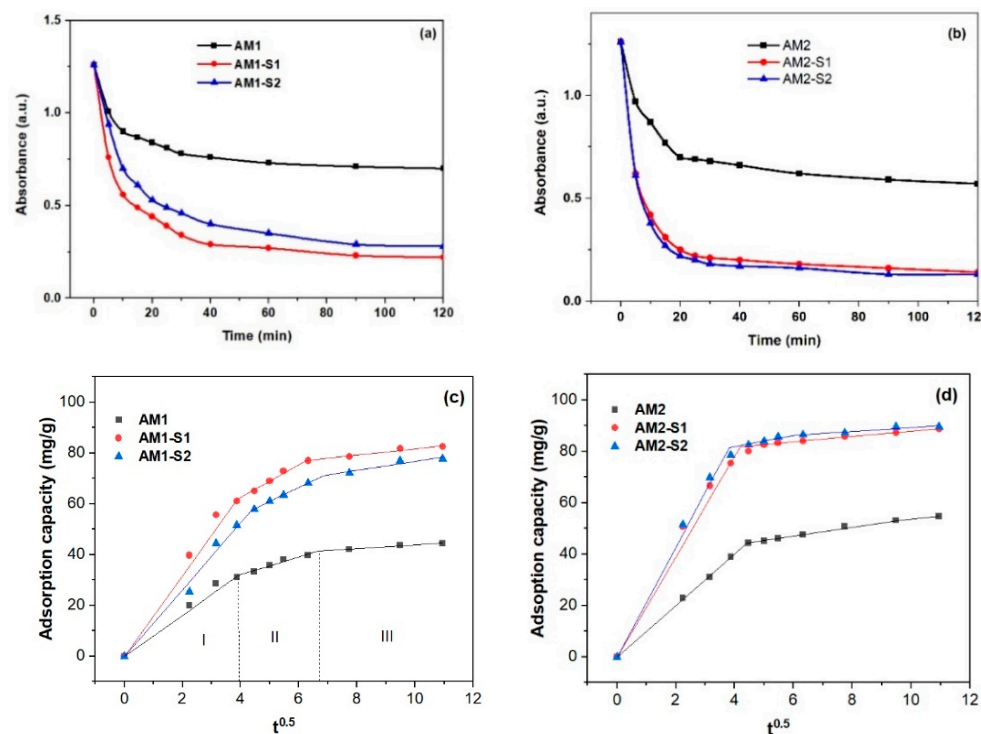 (a)
AM1
AM1-S1
AM1-S2
Absorbance (a.u.)
1.5
1.0
0.5
0.0
0 20 40 60 80 100 120
Time (min)
(b)
AM2
AM2-S1
AM2-S2
Absorbance (a.u.)
1.0
0.5
0.0
0 20 40 60 80 100 120
Time (min)
(c)
AM1
AM1-S1
AM1-S2
Adsorption capacity (mg/g)
100
80
60
40
20
0
I II III
0 2 4 6 8 10 12
t^0.5
(d)
AM2
AM2-S1
AM2-S2
Adsoption capacity (mg/g)
100
80
60
40
20
0
0 2 4 6 8 10 12
t^0.5